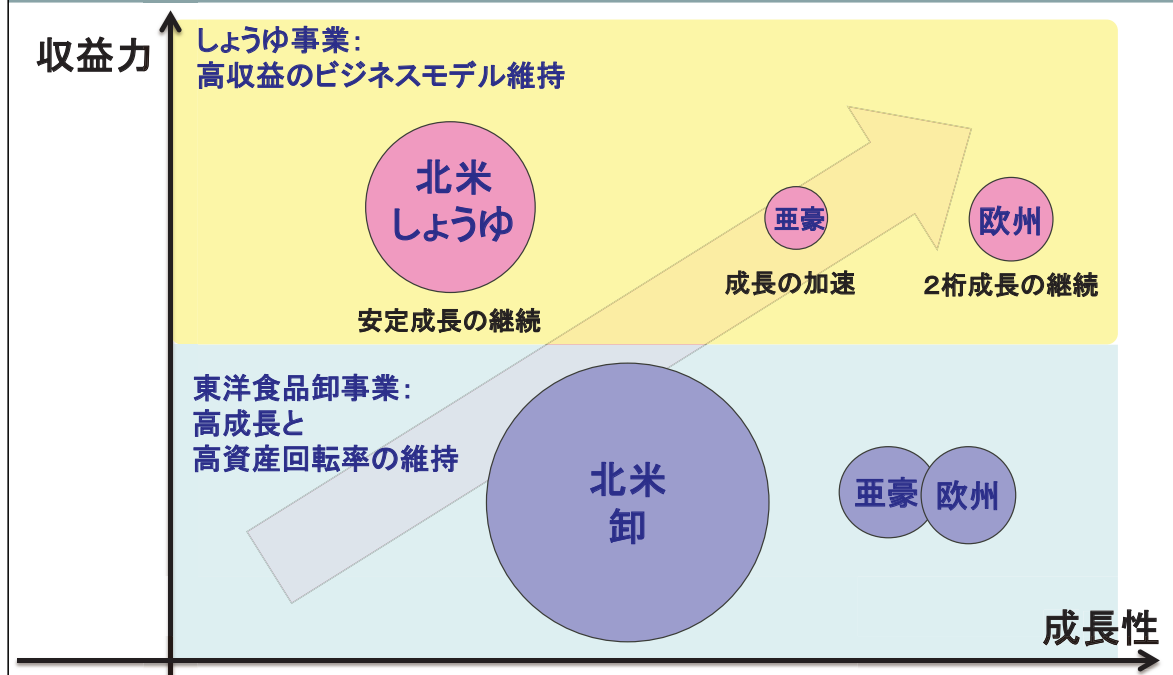 収益力
しょうゆ事業：
高収益のビジネスモデル維持
北米
しょうゆ
安定成長の継続
亜豪
成長の加速
欧州
２桁成長の継続
東洋食品卸事業：
高成長と
高資産回転率の維持
北米
卸
亜豪
欧州
成長性